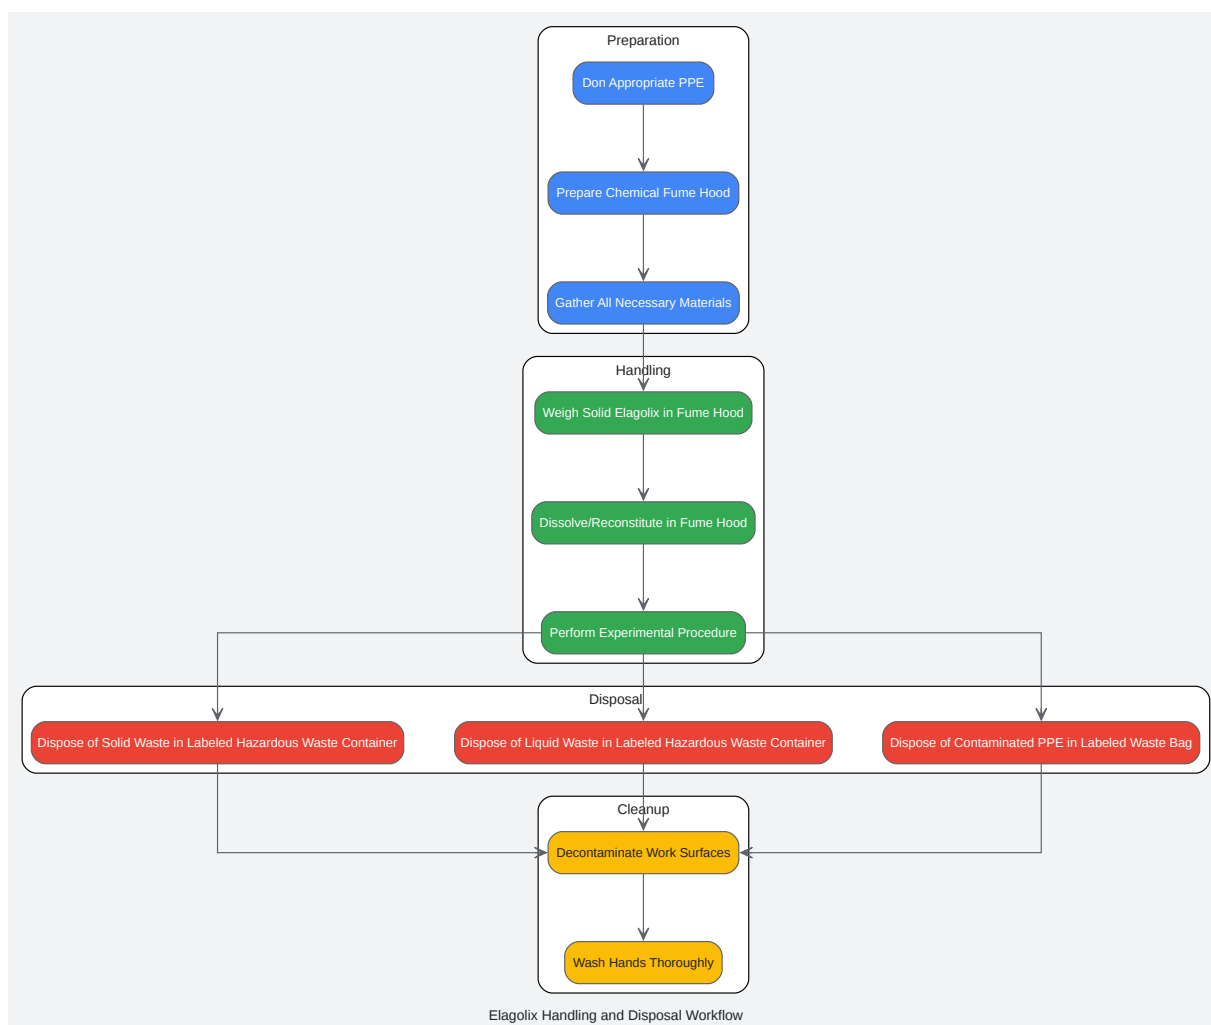 Preparation
Don Appropriate PPE
Prepare Chemical Fume Hood
Gather All Necessary Materials
Handling
Weigh Solid Elagolix in Fume Hood
Dissolve/Reconstitute in Fume Hood
Perform Experimental Procedure
Disposal
Dispose of Solid Waste in Labeled Hazardous Waste Container
Dispose of Liquid Waste in Labeled Hazardous Waste Container
Dispose of Contaminated PPE in Labeled Waste Bag
Cleanup
Decontaminate Work Surfaces
Wash Hands Thoroughly
Elagolix Handling and Disposal Workflow